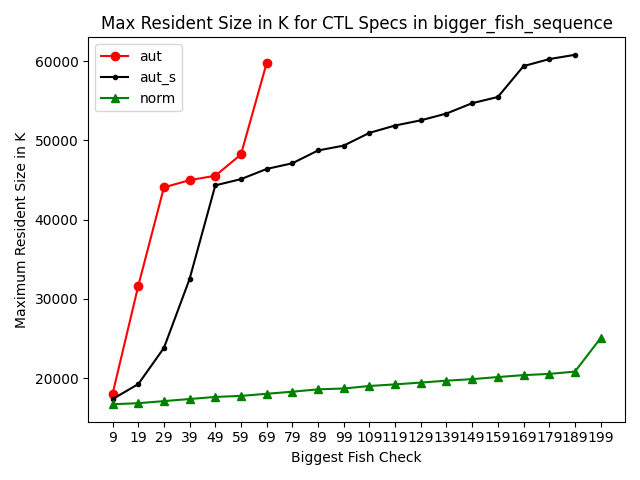 Max Resident Size in K for CTL Specs in bigger_fish_sequence
aut
aut_s
norm
Maximum Resident Size in K
60000
50000
40000
30000
20000
9 19 29 39 49 59 69 79 89 99 109 119 129 139 149 159 169 179 189 199
Biggest Fish Check